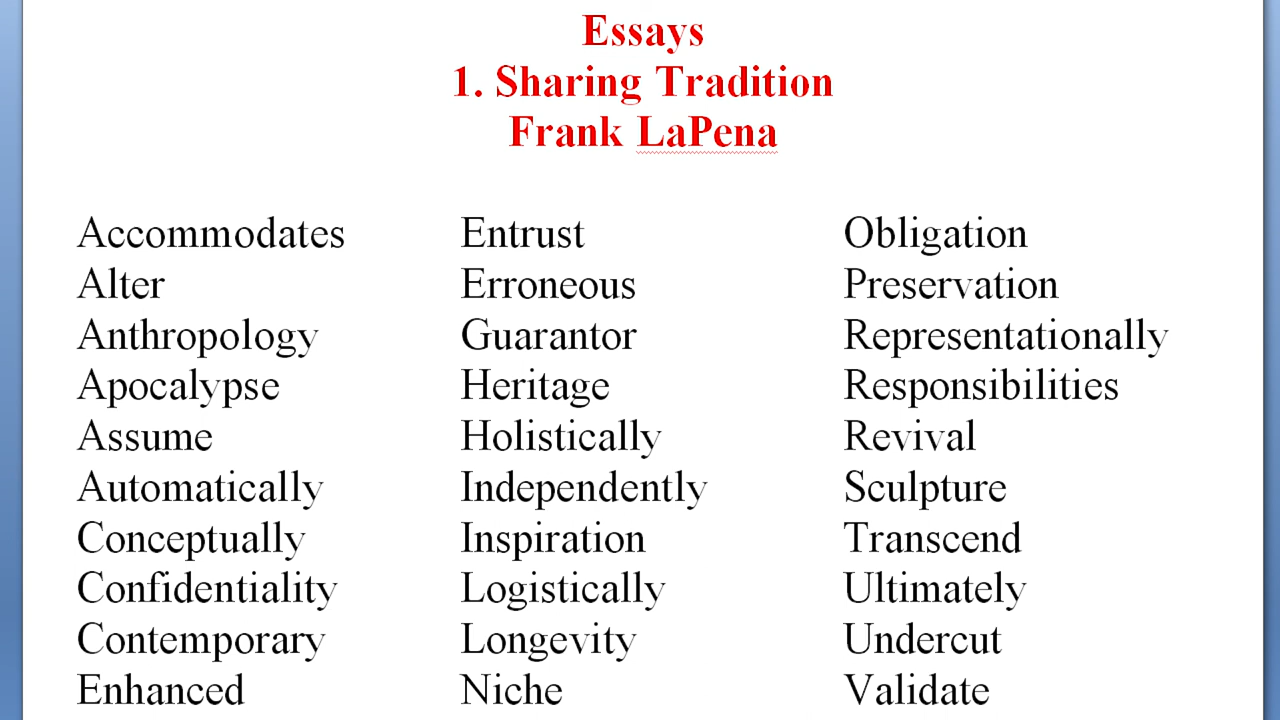 Essays
1. Sharing Tradition
Frank LaPena
Accommodates Entrust Obligation
Alter Erroneous Preservation
Anthropology Guarantor Representationally
Apocalypse Heritage Responsibilities
Assume Holistically Revival
Automatically Independently Sculpture
Conceptually Inspiration Transcend
Confidentiality Logistically Ultimately
Contemporary Longevity Undercut
Enhanced Niche Validate